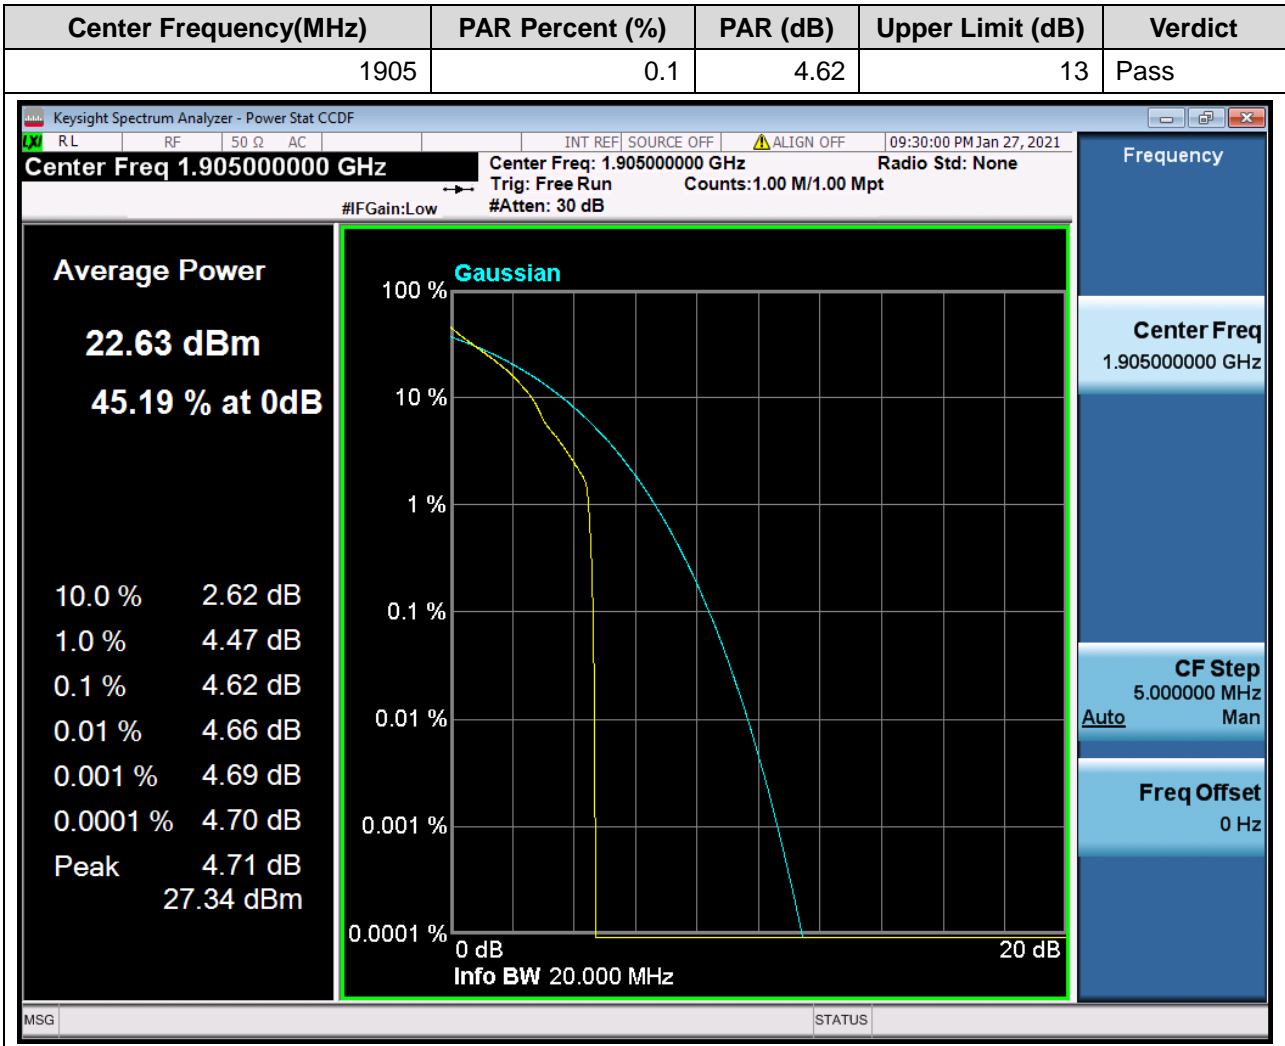 Center Frequency(MHz) PAR Percent (%) PAR (dB) Upper Limit (dB) Verdict
1905 0.1 4.62 13 Pass
Keysight Spectrum Analyzer - Power Stat CCDF
LXI RL RF 50 Ω AC INT REF SOURCE OFF ALIGN OFF 09:30:00 PM Jan 27, 2021
Center Freq 1.905000000 GHz
Center Freq: 1.905000000 GHz Radio Std: None
Trig: Free Run Counts:1.00 M/1.00 Mpt
#IFGain:Low #Atten: 30 dB
Average Power
22.63 dBm
45.19 % at 0dB
10.0 % 2.62 dB
1.0 % 4.47 dB
0.1 % 4.62 dB
0.01 % 4.66 dB
0.001 % 4.69 dB
0.0001 % 4.70 dB
Peak 4.71 dB
27.34 dBm
Gaussian
100 %
10 %
1 %
0.1 %
0.01 %
0.001 %
0.0001 %
0 dB 20 dB
Info BW 20.000 MHz
Frequency
Center Freq
1.905000000 GHz
CF Step
5.000000 MHz
Auto Man
Freq Offset
0 Hz
MSG STATUS